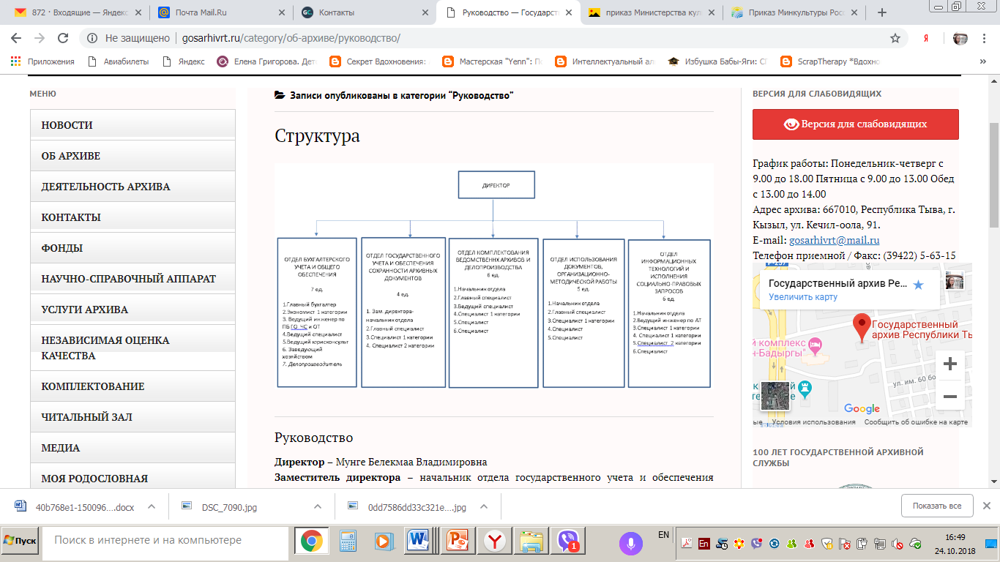 872 · Входящие — Яндекс
Почта Mail.Ru
Контакты
Руководство — Государст
приказ Министерства кул
Приказ Минкультуры Росс
Не защищено | gosarhivrt.ru/category/об-архиве/руководство/
Приложения
Авиабилеты
Яндекс
Елена Григорова. Дет
Секрет Вдохновения:
Мастерская "Yenn": По
Интеллектуальный ал
Избушка Бабы-Яги: СП
ScrapTherapy *Вдохно
МЕНЮ
НОВОСТИ
ОБ АРХИВЕ
ДЕЯТЕЛЬНОСТЬ АРХИВА
КОНТАКТЫ
ФОНДЫ
НАУЧНО-СПРАВОЧНЫЙ АППАРАТ
УСЛУГИ АРХИВА
НЕЗАВИСИМАЯ ОЦЕНКА
КАЧЕСТВА
КОМПЛЕКТОВАНИЕ
ЧИТАЛЬНЫЙ ЗАЛ
МЕДИА
МОЯ РОДОСЛОВНАЯ
Записи опубликованы в категории “Руководство”
Структура
ДИРЕКТОР
ОТДЕЛ БУХГАЛТЕРСКОГО
УЧЕТА И ОБЩЕГО
ОБЕСПЕЧЕНИЯ
7 ед.
1.Главный бухгалтер
2.Экономист 1 категории
3. Ведущий инженер по
ПБ ГО ЧС и ОТ
4.Ведущий специалист
5.Ведущий юрисконсульт
6. Заведующий
хозяйством
7. Делопроизводитель
ОТДЕЛ ГОСУДАРСТВЕННОГО
УЧЕТА И ОБЕСПЕЧЕНИЯ
СОХРАННОСТИ АРХИВНЫХ
ДОКУМЕНТОВ
4 ед.
1. Зам. директора-
начальник отдела
2.Главный специалист
3.Специалист 1 категории
4. Специалист 2 категории
ОТДЕЛ КОМПЛЕКТОВАНИЯ
ВЕДОМСТВЕННХ АРХИВОВ И
ДЕЛОПРОИЗВОДСТВА
6 ед.
1.Начальник отдела
2.Главный специалист
3.Ведущий специалист
4.Специалист 1 категории
5.Специалист
6.Специалист
ОТДЕЛ ИСПОЛЬЗОВАНИЯ
ДОКУМЕНТОВ,
ОРГАНИЗАЦИОННО-
МЕТОДИЧЕСКОЙ РАБОТЫ
5 ед.
1.Начальник отдела
2.Главный специалист
3.Специалист 1 категории
4.Специалист
5.Специалист
ОТДЕЛ
ИНФОРМАЦИОННЫХ
ТЕХНОЛОГИЙ И
ИСПОЛНЕНИЯ
СОЦИАЛЬНО-ПРАВОВЫХ
ЗАПРОСОВ
6 ед.
1.Начальник отдела
2.Ведущий инженер по АТ
3.Специалист 1 категории
4. Специалист 1 категории
5.Специалист 2 категории
6.Специалист
Руководство
Директор – Мунге Белекмаа Владимировна
Заместитель директора – начальник отдела государственного учета и обеспечения
ВЕРСИЯ ДЛЯ СЛАБОВИДЯЩИХ
Версия для слабовидящих
График работы: Понедельник-четверг с
9.00 до 18.00 Пятница с 9.00 до 13.00 Обед
с 13.00 до 14.00
Адрес архива: 667010, Республика Тыва, г.
Кызыл, ул. Кечил-оола, 91.
E-mail: gosarhivrt@mail.ru
Телефон приемной / Факс: (39422) 5-63-15
Государственный архив Ре...
Увеличить карту
Государственный
архив Республики Ты
й комплекс
н-Бадыргы"
ул. им. 60 бо
Google
ые
Условия использования
Сообщить об ошибке на карте
100 ЛЕТ ГОСУДАРСТВЕННОЙ АРХИВНОЙ
СЛУЖБЫ
40b768e1-150096....docx
DSC_7090.jpg
0dd7586dd33c321e....jpg
Показать все
Пуск
Поиск в интернете и на компьютере
1
EN
En
16:49
24.10.2018